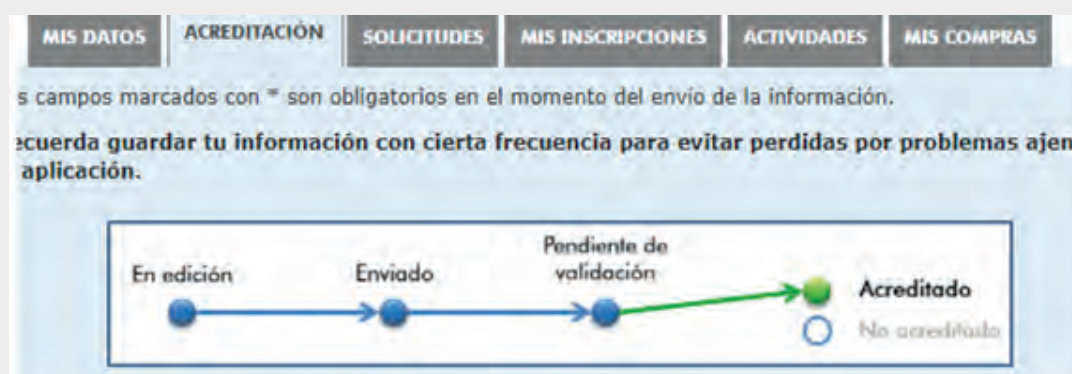 MIS DATOS ACREDITACIÓN SOLICITUDES MIS INSCRIPCIONES ACTIVIDADES MIS COMPRAS
s campos marcados con * son obligatorios en el momento del envío de la información.
ecuerda guardar tu información con cierta frecuencia para evitar perdidas por problemas ajen
aplicación.
Pendiente de
En edición Enviado validación
Acreditado
No acreditado